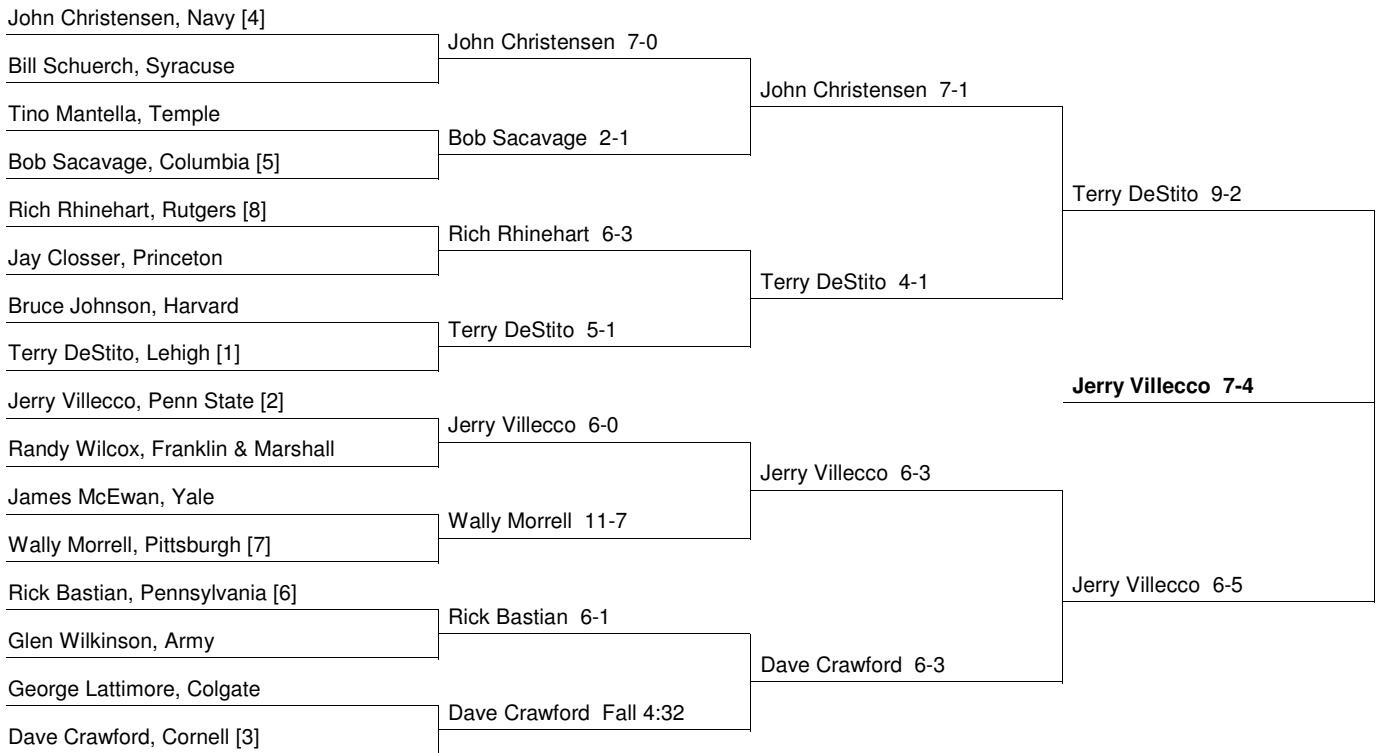 John Christensen, Navy [4]
Bill Schuerch, Syracuse
Tino Mantella, Temple
Bob Sacavage, Columbia [5]
Rich Rhinehart, Rutgers [8]
Jay Closser, Princeton
Bruce Johnson, Harvard
Terry DeStito, Lehigh [1]
Jerry Villecco, Penn State [2]
Randy Wilcox, Franklin & Marshall
James McEwan, Yale
Wally Morrell, Pittsburgh [7]
Rick Bastian, Pennsylvania [6]
Glen Wilkinson, Army
George Lattimore, Colgate
Dave Crawford, Cornell [3]
John Christensen 7-0
Bob Sacavage 2-1
Rich Rhinehart 6-3
Terry DeStito 5-1
Jerry Villecco 6-0
Wally Morrell 11-7
Rick Bastian 6-1
Dave Crawford Fall 4:32
John Christensen 7-1
Terry DeStito 4-1
Jerry Villecco 6-3
Dave Crawford 6-3
Terry DeStito 9-2
Jerry Villecco 7-4
Jerry Villecco 6-5